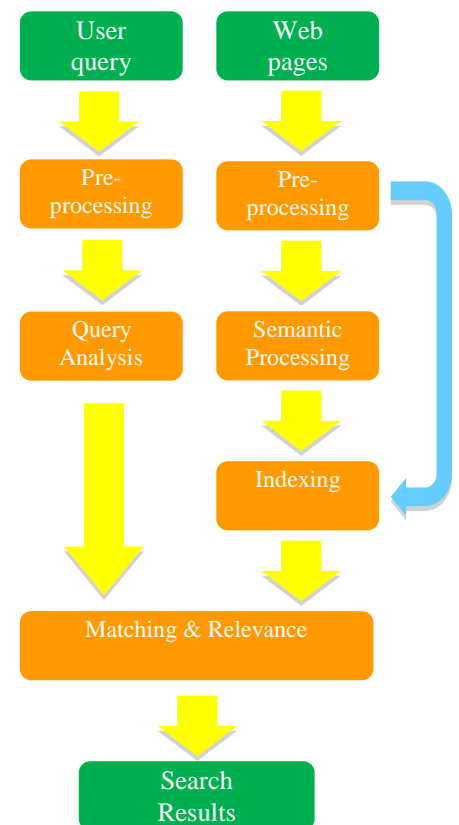 User
query
Web
pages
Pre-
processing
Pre-
processing
Query
Analysis
Semantic
Processing
Indexing
Matching & Relevance
Search
Results